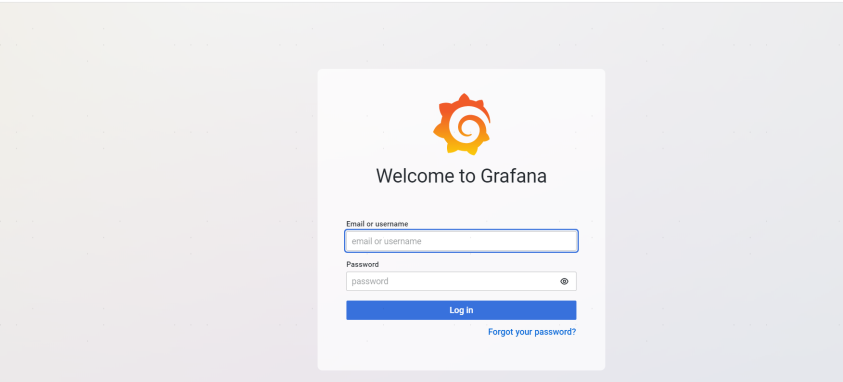 Welcome to Grafana
Email or username
email or username
Password
password
Log in
Forgot your password?